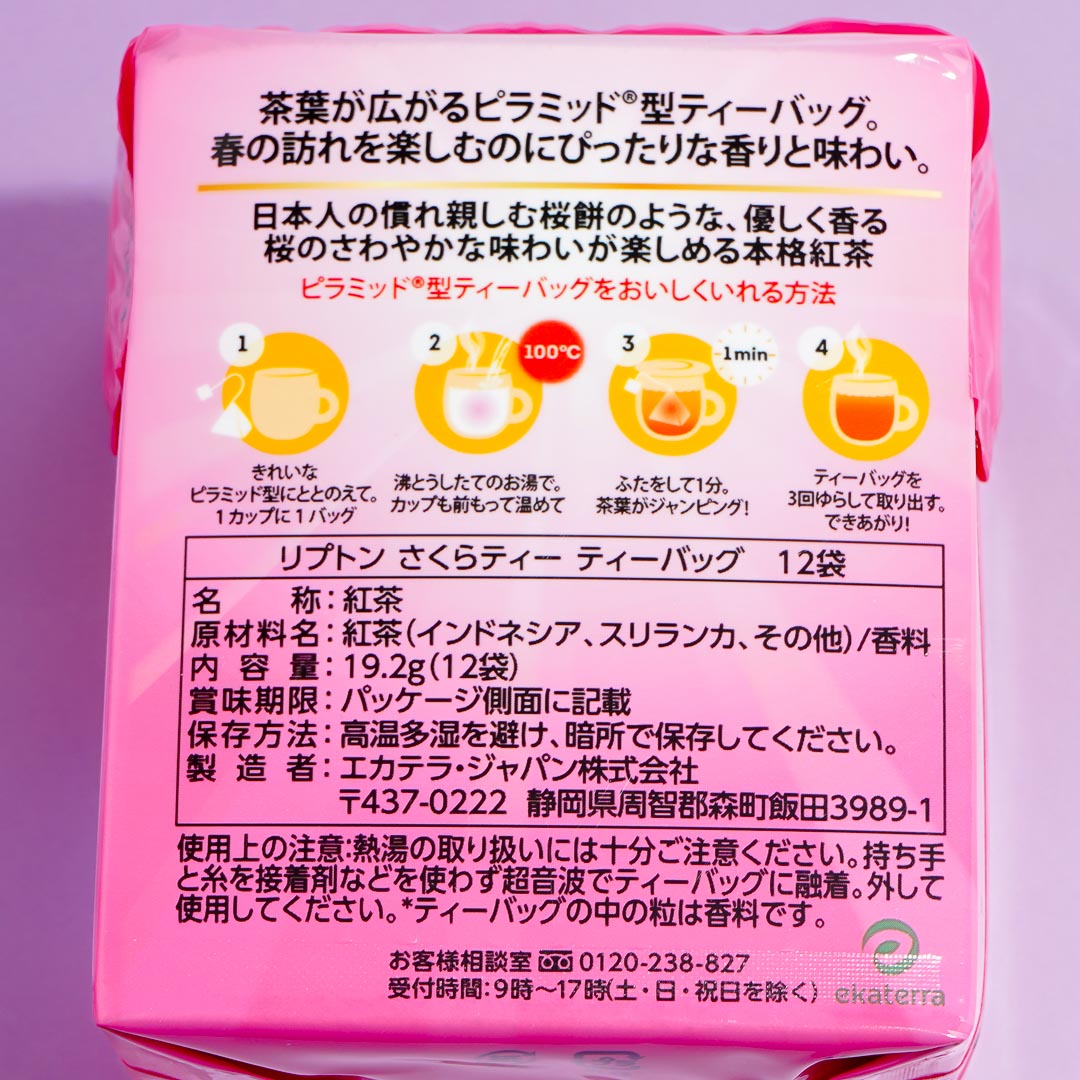 茶葉が広がるピラミッド®型ティーバッグ。
春の訪れを楽しむのにぴったりな香りと味わい。
日本人の慣れ親しむ桜餅のような、優しく香る
桜のさわやかな味わいが楽しめる本格紅茶
ピラミッド®型ティーバッグをおいしくいれる方法
1
きれいな
ピラミッド型にととのえて。
1カップに1バッグ
2
100℃
沸とうしたてのお湯で。
カップも前もって温めて
3
1min
ふたをして1分。
茶葉がジャンピング!
4
ティーバッグを
3回ゆらして取り出す。
できあがり!
リプトン さくらティー ティーバッグ 12袋
名称:紅茶
原材料名:紅茶(インドネシア、スリランカ、その他)/香料
内容量:19.2g(12袋)
賞味期限:パッケージ側面に記載
保存方法:高温多湿を避け、暗所で保存してください。
製造者:エカテラ・ジャパン株式会社
〒437-0222 静岡県周智郡森町飯田3989-1
使用上の注意:熱湯の取り扱いには十分ご注意ください。持ち手
と糸を接着剤などを使わず超音波でティーバッグに融着。外して
使用してください。*ティーバッグの中の粒は香料です。
お客様相談室 0120-238-827
受付時間:9時〜17時(土・日・祝日を除く)
ekaterra